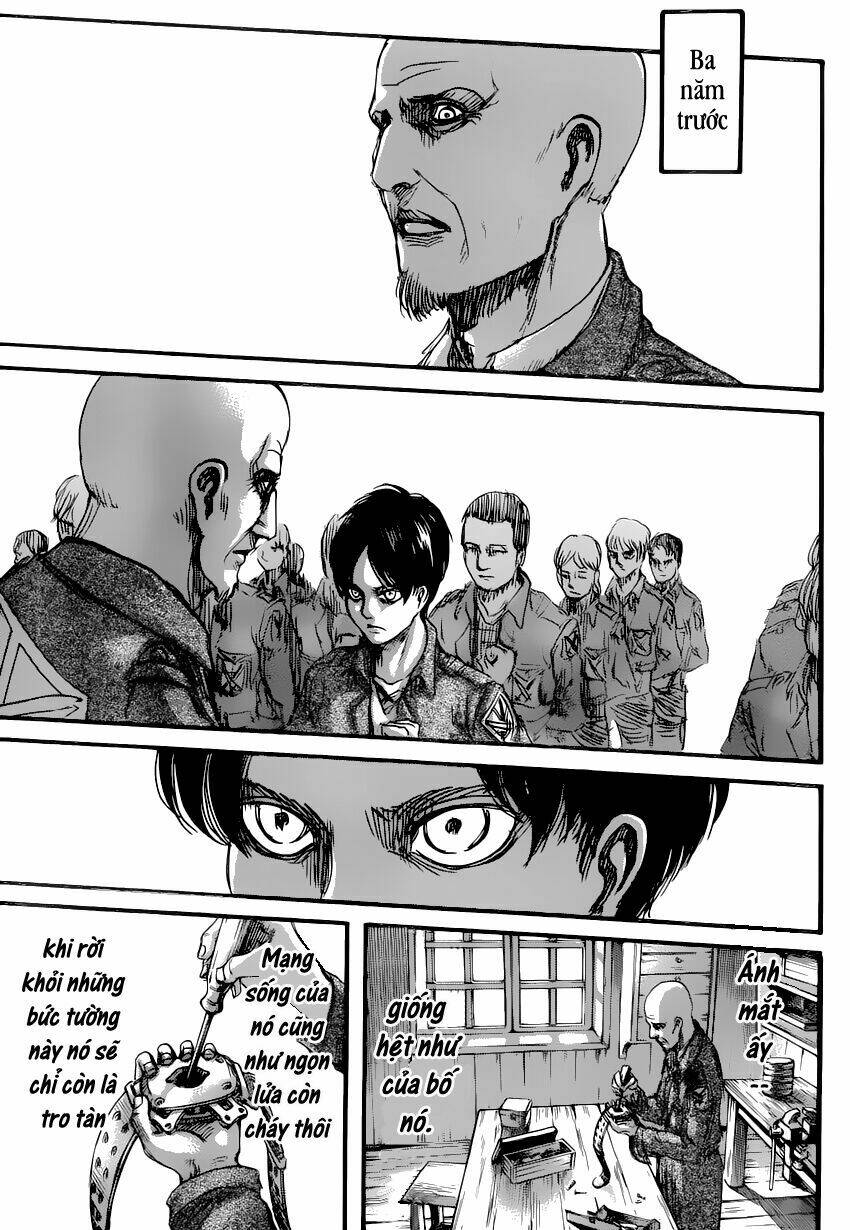 Ba
năm
trước
Ánh
mắt
ấy
--
giống
hệt như
của bố
nó.
Mạng
sống của
nó cũng
như ngọn
lửa còn
cháy thôi
khi rời
khỏi những
bức tường
này nó sẽ
chỉ còn là
tro tàn